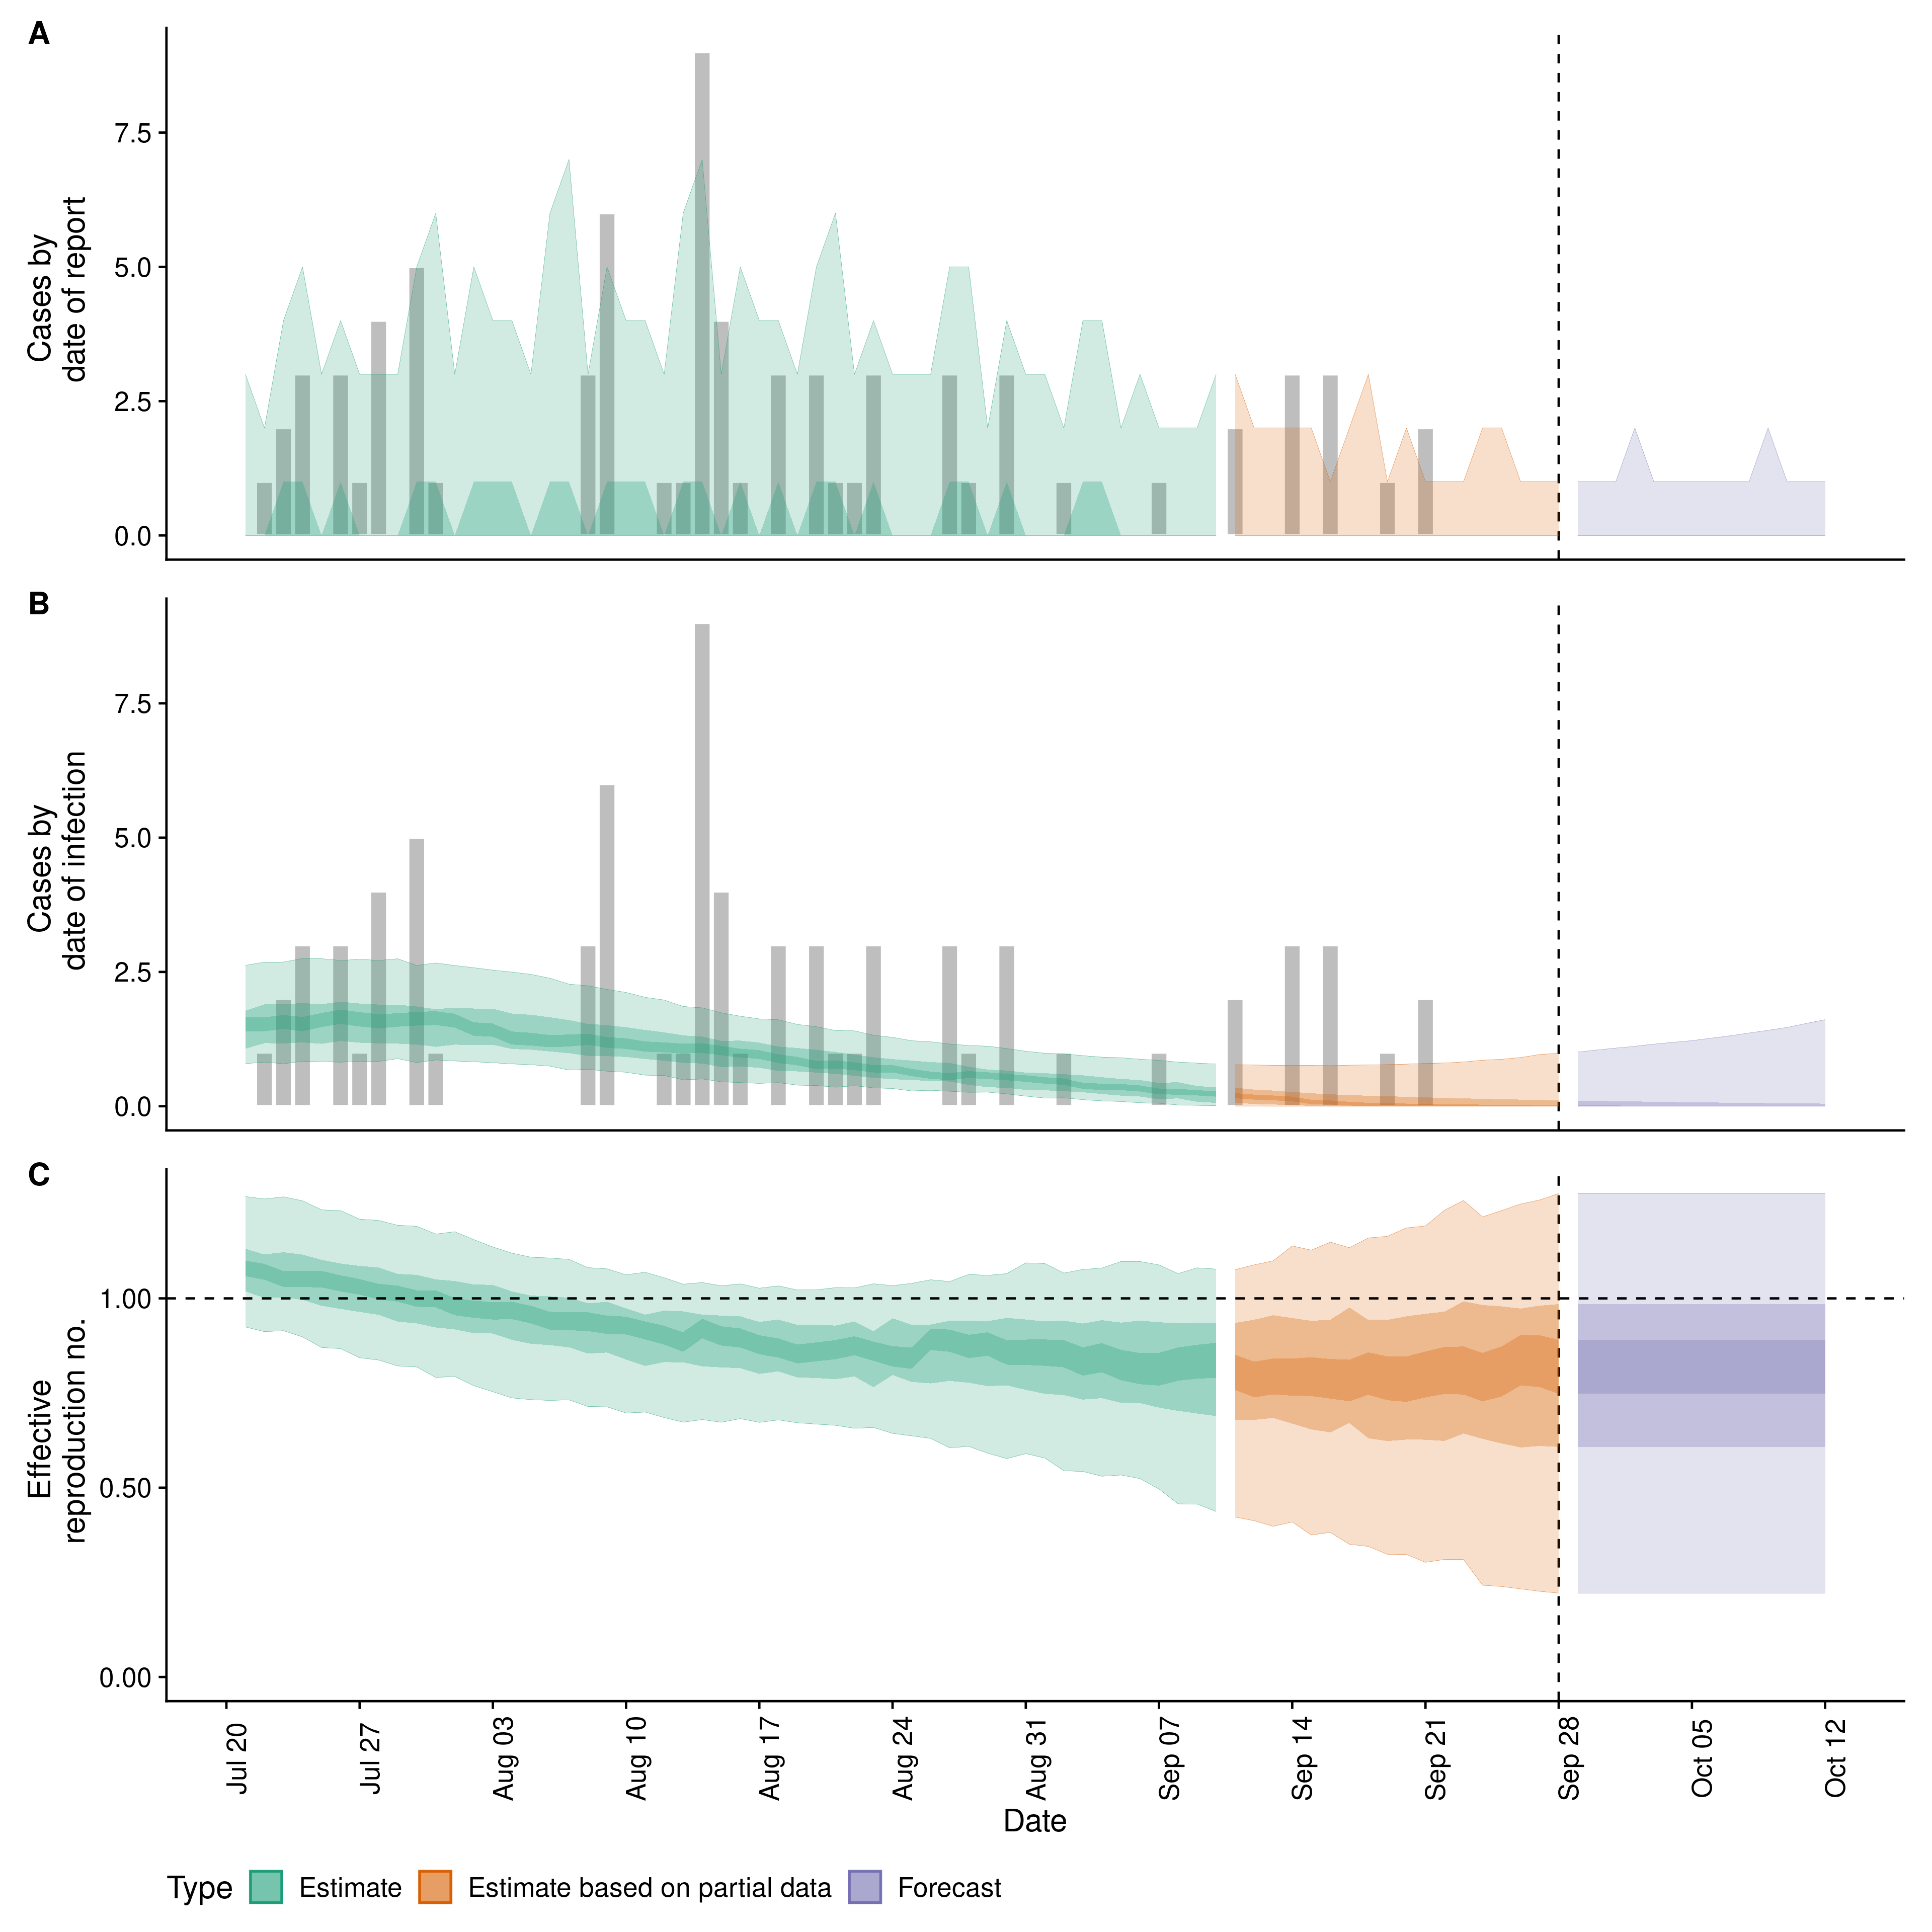 A
7.5
5.0
2.5
0.0
Cases by
date of report
B
7.5
5.0
2.5
0.0
Cases by
date of infection
C
1.00
0.50
0.00
Effective
reproduction no.
Jul 20
Jul 27
Aug 03
Aug 10
Aug 17
Aug 24
Aug 31
Sep 07
Sep 14
Sep 21
Sep 28
Oct 05
Oct 12
Date
Type Estimate Estimate based on partial data Forecast